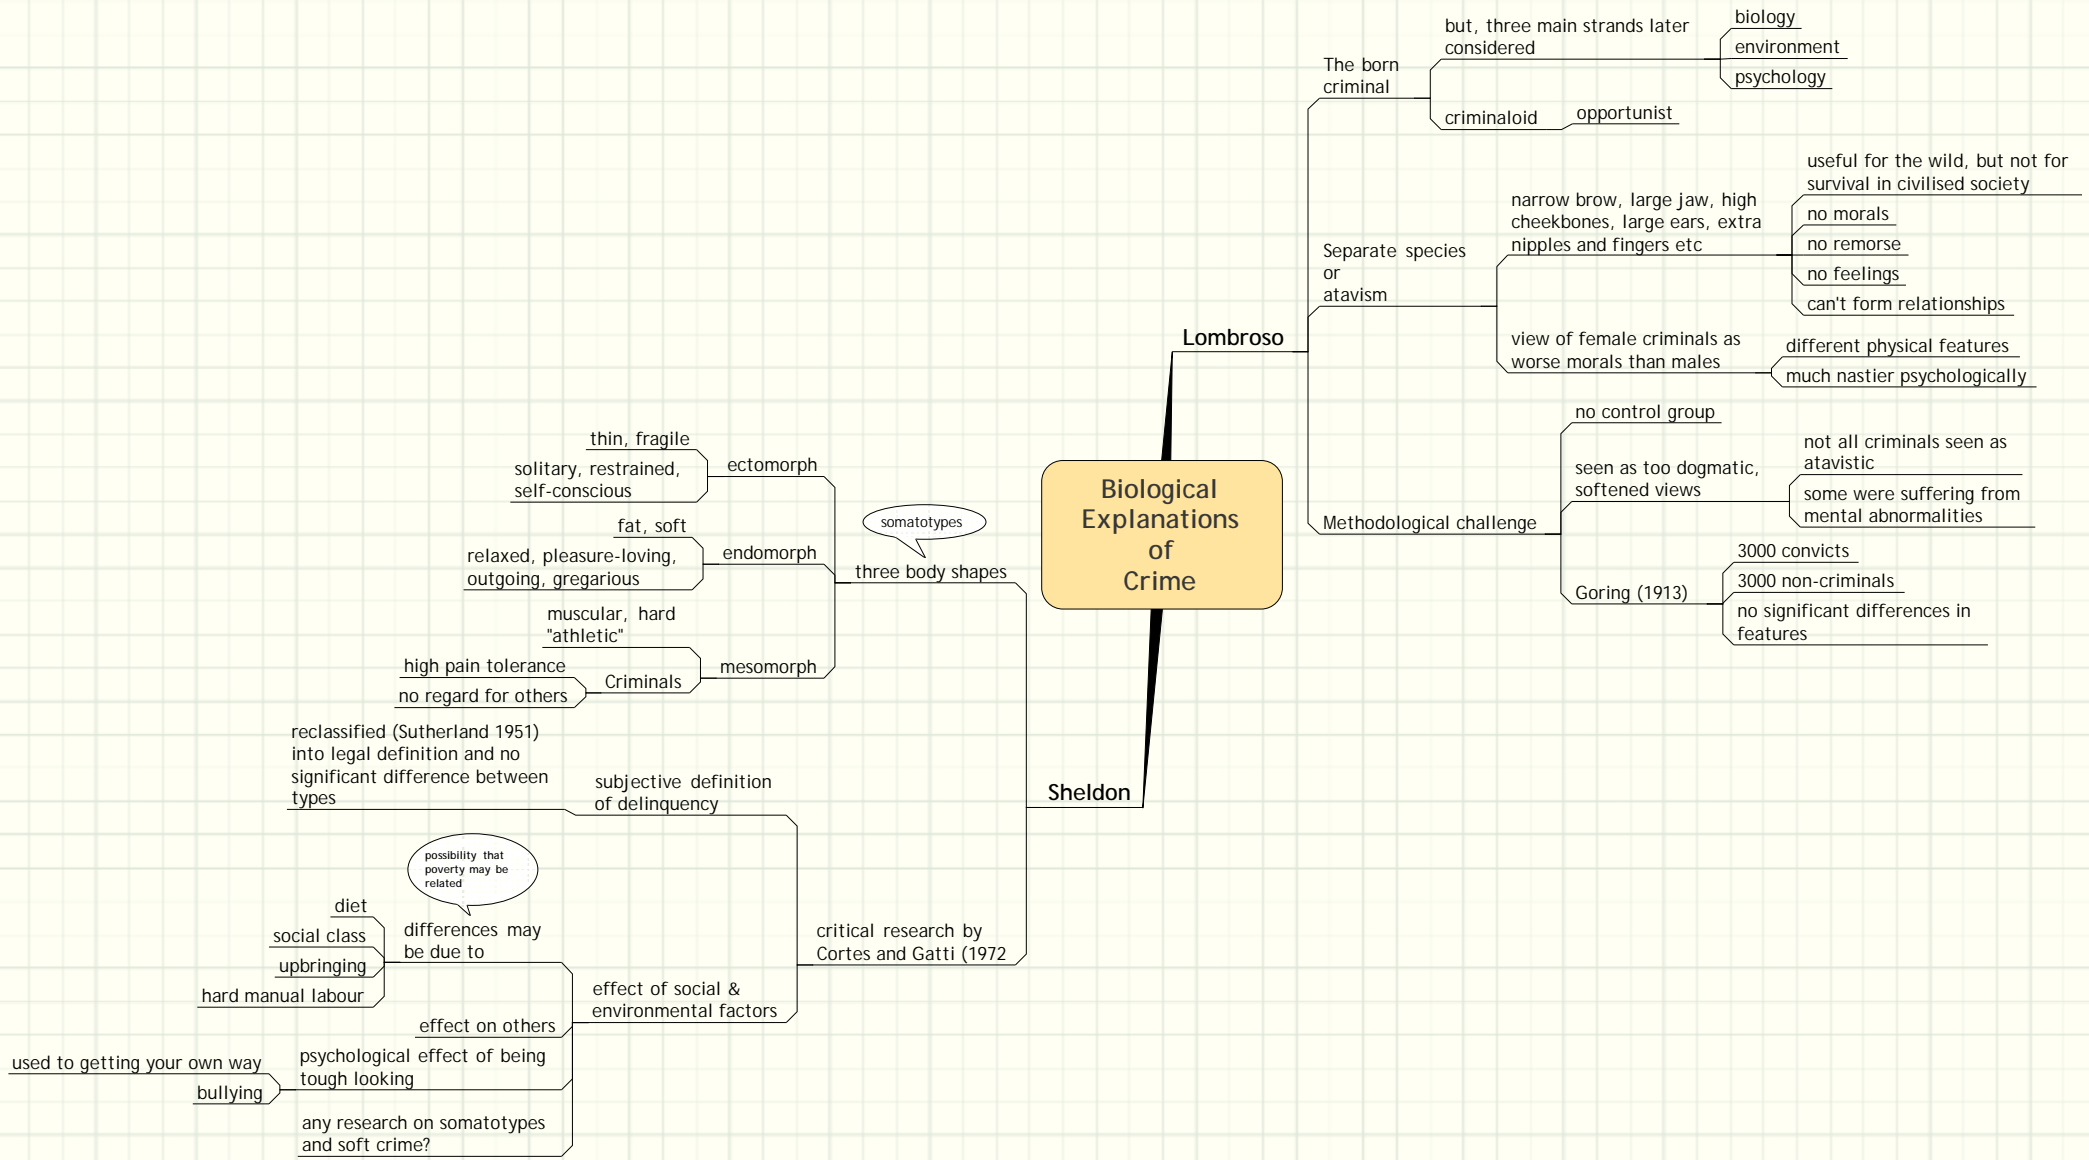 Biological
Explanations
of
Crime
Lombroso
The born
criminal
but, three main strands later
considered
biology
environment
psychology
criminaloid
opportunist
Separate species
or
atavism
narrow brow, large jaw, high
cheekbones, large ears, extra
nipples and fingers etc
useful for the wild, but not for
survival in civilised society
no morals
no remorse
no feelings
can't form relationships
view of female criminals as
worse morals than males
different physical features
much nastier psychologically
Methodological challenge
no control group
seen as too dogmatic,
softened views
not all criminals seen as
atavistic
some were suffering from
mental abnormalities
Goring (1913)
3000 convicts
3000 non-criminals
no significant differences in
features
Sheldon
somatotypes
three body shapes
ectomorph
thin, fragile
solitary, restrained,
self-conscious
endomorph
fat, soft
relaxed, pleasure-loving,
outgoing, gregarious
mesomorph
muscular, hard
"athletic"
Criminals
high pain tolerance
no regard for others
critical research by
Cortes and Gatti (1972
subjective definition
of delinquency
reclassified (Sutherland 1951)
into legal definition and no
significant difference between
types
effect of social &
environmental factors
possibility that
poverty may be
related
differences may
be due to
diet
social class
upbringing
hard manual labour
effect on others
psychological effect of being
tough looking
used to getting your own way
bullying
any research on somatotypes
and soft crime?